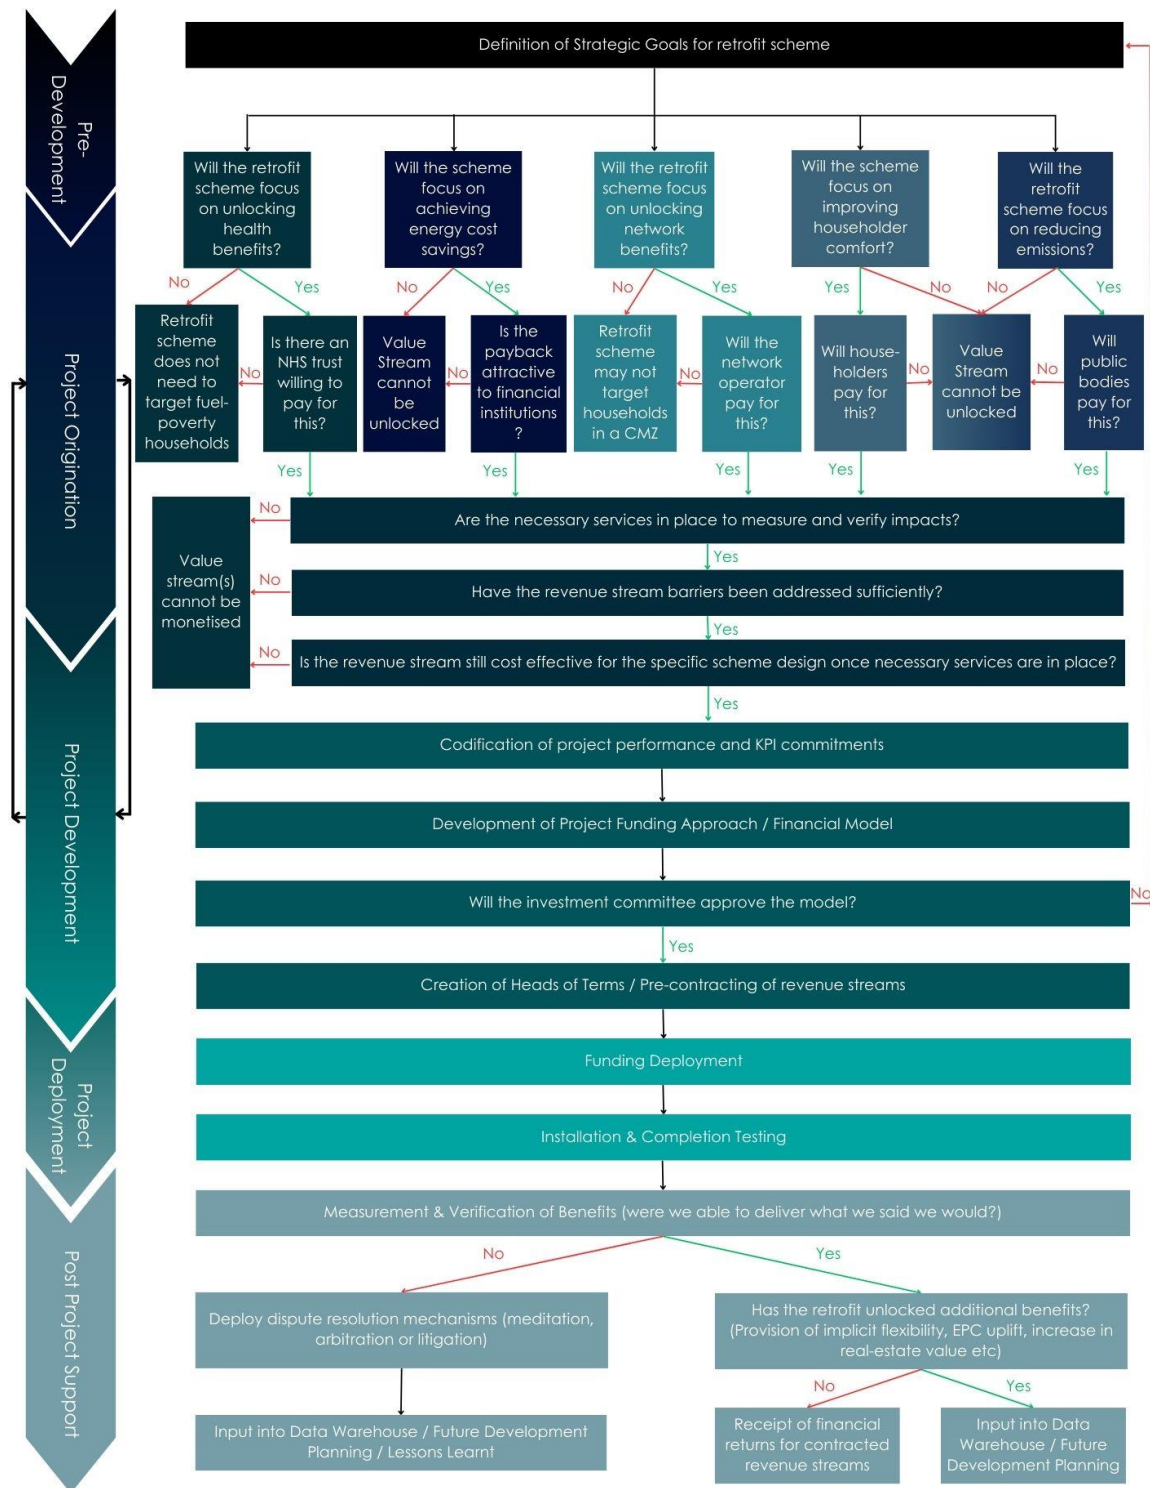 Definition of Strategic Goals for retrofit scheme
Pre-
Development
Will the retrofit
scheme focus
on unlocking
health
benefits?
Will the scheme
focus on
achieving
energy cost
savings?
Will the retrofit
scheme focus
on unlocking
network
benefits?
Will the scheme
focus on
improving
householder
comfort?
Will the
retrofit
scheme focus
on reducing
emissions?
No
Yes
No
Yes
No
Yes
Yes
No
No
Yes
Project Origination
Retrofit
scheme
does not
need to
target fuel-
poverty
households
No
Is there an
NHS trust
willing to
pay for
this?
Value
Stream
cannot
be
unlocked
No
Is the
payback
attractive
to financial
institutions
?
Retrofit
scheme
may not
target
households
in a CMZ
No
Will the
network
operator
pay for
this?
Will house-
holders
pay for
this?
No
Value
Stream
cannot
be unlocked
No
Will
public
bodies
pay for
this?
Yes
Yes
Yes
Yes
Yes
Value
stream(s)
cannot be
monetised
No
Are the necessary services in place to measure and verify impacts?
Yes
No
Have the revenue stream barriers been addressed sufficiently?
Yes
No
Is the revenue stream still cost effective for the specific scheme design once necessary services are in place?
Yes
Project Development
Codification of project performance and KPI commitments
Development of Project Funding Approach / Financial Model
Will the investment committee approve the model?
No
Yes
Creation of Heads of Terms / Pre-contracting of revenue streams
Project
Deployment
Funding Deployment
Installation & Completion Testing
Post Project Support
Measurement & Verification of Benefits (were we able to deliver what we said we would?)
No
Yes
Deploy dispute resolution mechanisms (meditation,
arbitration or litigation)
Has the retrofit unlocked additional benefits?
(Provision of implicit flexibility, EPC uplift, increase in
real-estate value etc)
No
Yes
Input into Data Warehouse / Future Development
Planning / Lessons Learnt
Receipt of financial
returns for contracted
revenue streams
Input into Data
Warehouse / Future
Development Planning